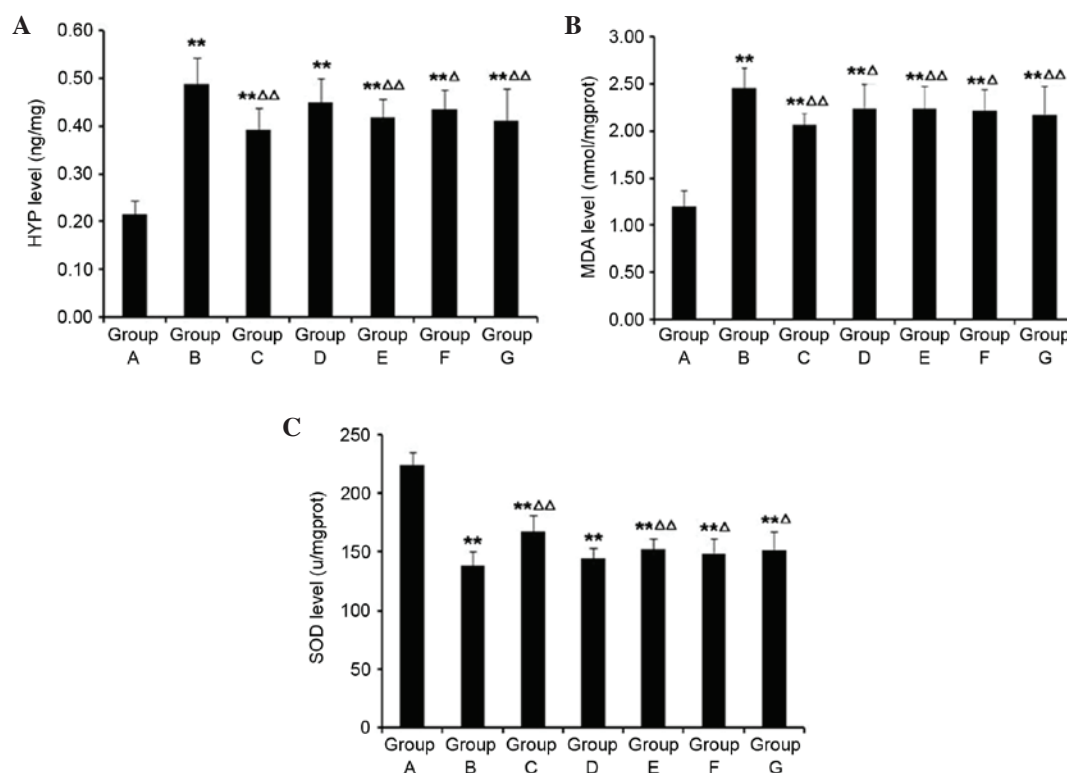 A
HYP level (ng/mg)
0.60
0.50
0.40
0.30
0.20
0.10
0.00
**
**ΔΔ
**
**ΔΔ
**Δ
**ΔΔ
Group Group Group Group Group Group Group
A B C D E F G
B
MDA level (nmol/mgprot)
3.00
2.50
2.00
1.50
1.00
0.50
0.00
**
**ΔΔ
**Δ
**ΔΔ
**Δ
**ΔΔ
Group Group Group Group Group Group Group
A B C D E F G
C
SOD level (u/mgprot)
250
200
150
100
50
0
**
**ΔΔ
**
**ΔΔ
**Δ
**Δ
Group Group Group Group Group Group Group
A B C D E F G